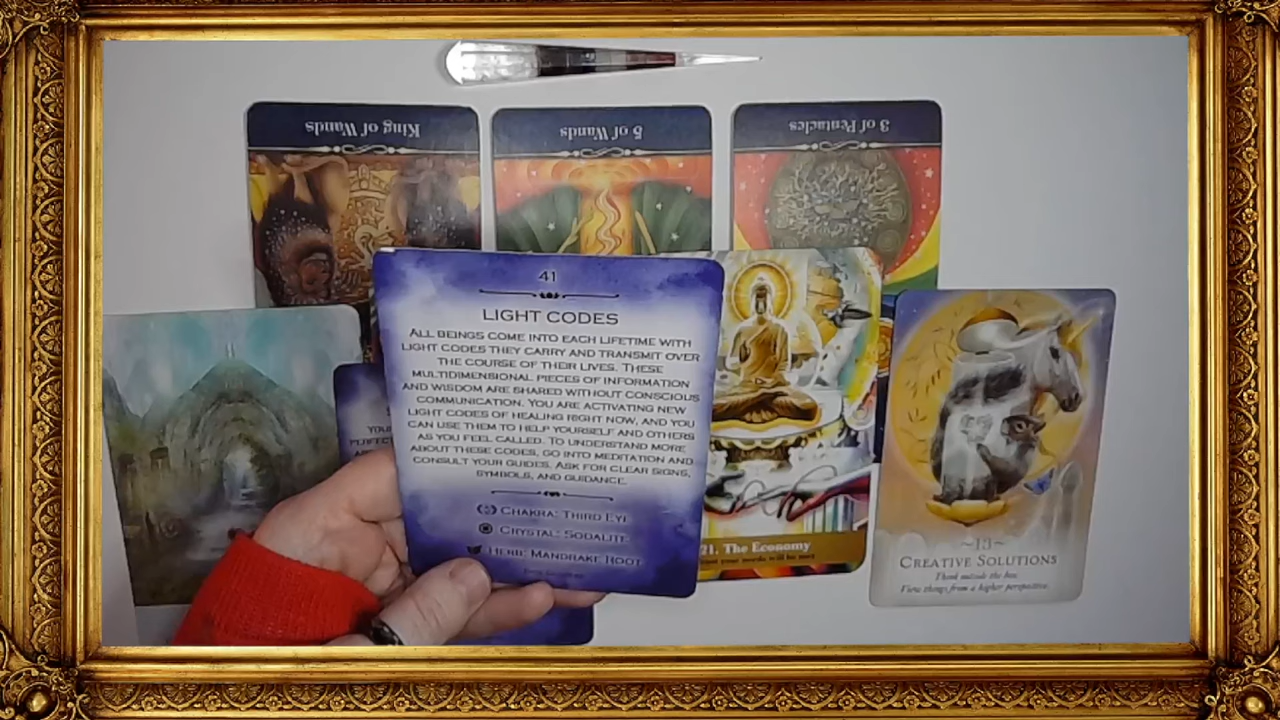 King of Wands
5 of Wands
3 of Pentacles
41
LIGHT CODES
ALL BEINGS COME INTO EACH LIFETIME WITH
LIGHT CODES THEY CARRY AND TRANSMIT OVER
THE COURSE OF THEIR LIVES. THESE
MULTIDIMENSIONAL PIECES OF INFORMATION
AND WISDOM ARE SHARED WITHOUT CONSCIOUS
COMMUNICATION. YOU ARE ACTIVATING NEW
LIGHT CODES OF HEALING RIGHT NOW, AND YOU
CAN USE THEM TO HELP YOURSELF AND OTHERS
AS YOU FEEL CALLED. TO UNDERSTAND MORE
ABOUT THESE CODES, GO INTO MEDITATION AND
CONSULT YOUR GUIDES. ASK FOR CLEAR SIGNS,
SYMBOLS, AND GUIDANCE.
CHAKRA: THIRD EYE
CRYSTAL: SODALITE
HERB: MANDRAKE ROOT
21. The Economy
your needs will be met
~13~
CREATIVE SOLUTIONS
Think outside the box.
View things from a higher perspective.